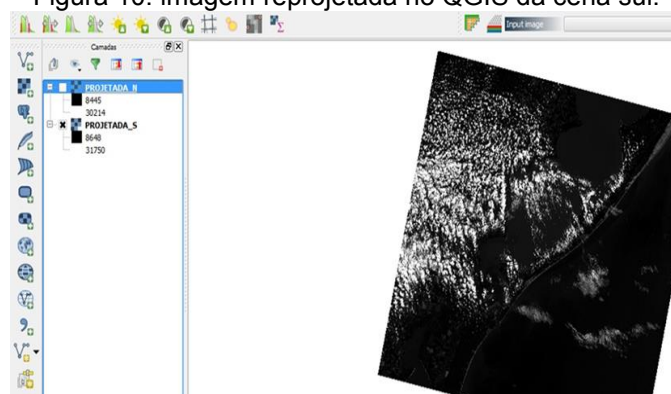 Figura 10: Imagem reprojetada no QGIS da cena sul.
Input image
Camadas
PROJETADA_N
8445
30214
PROJETADA_S
8648
31750